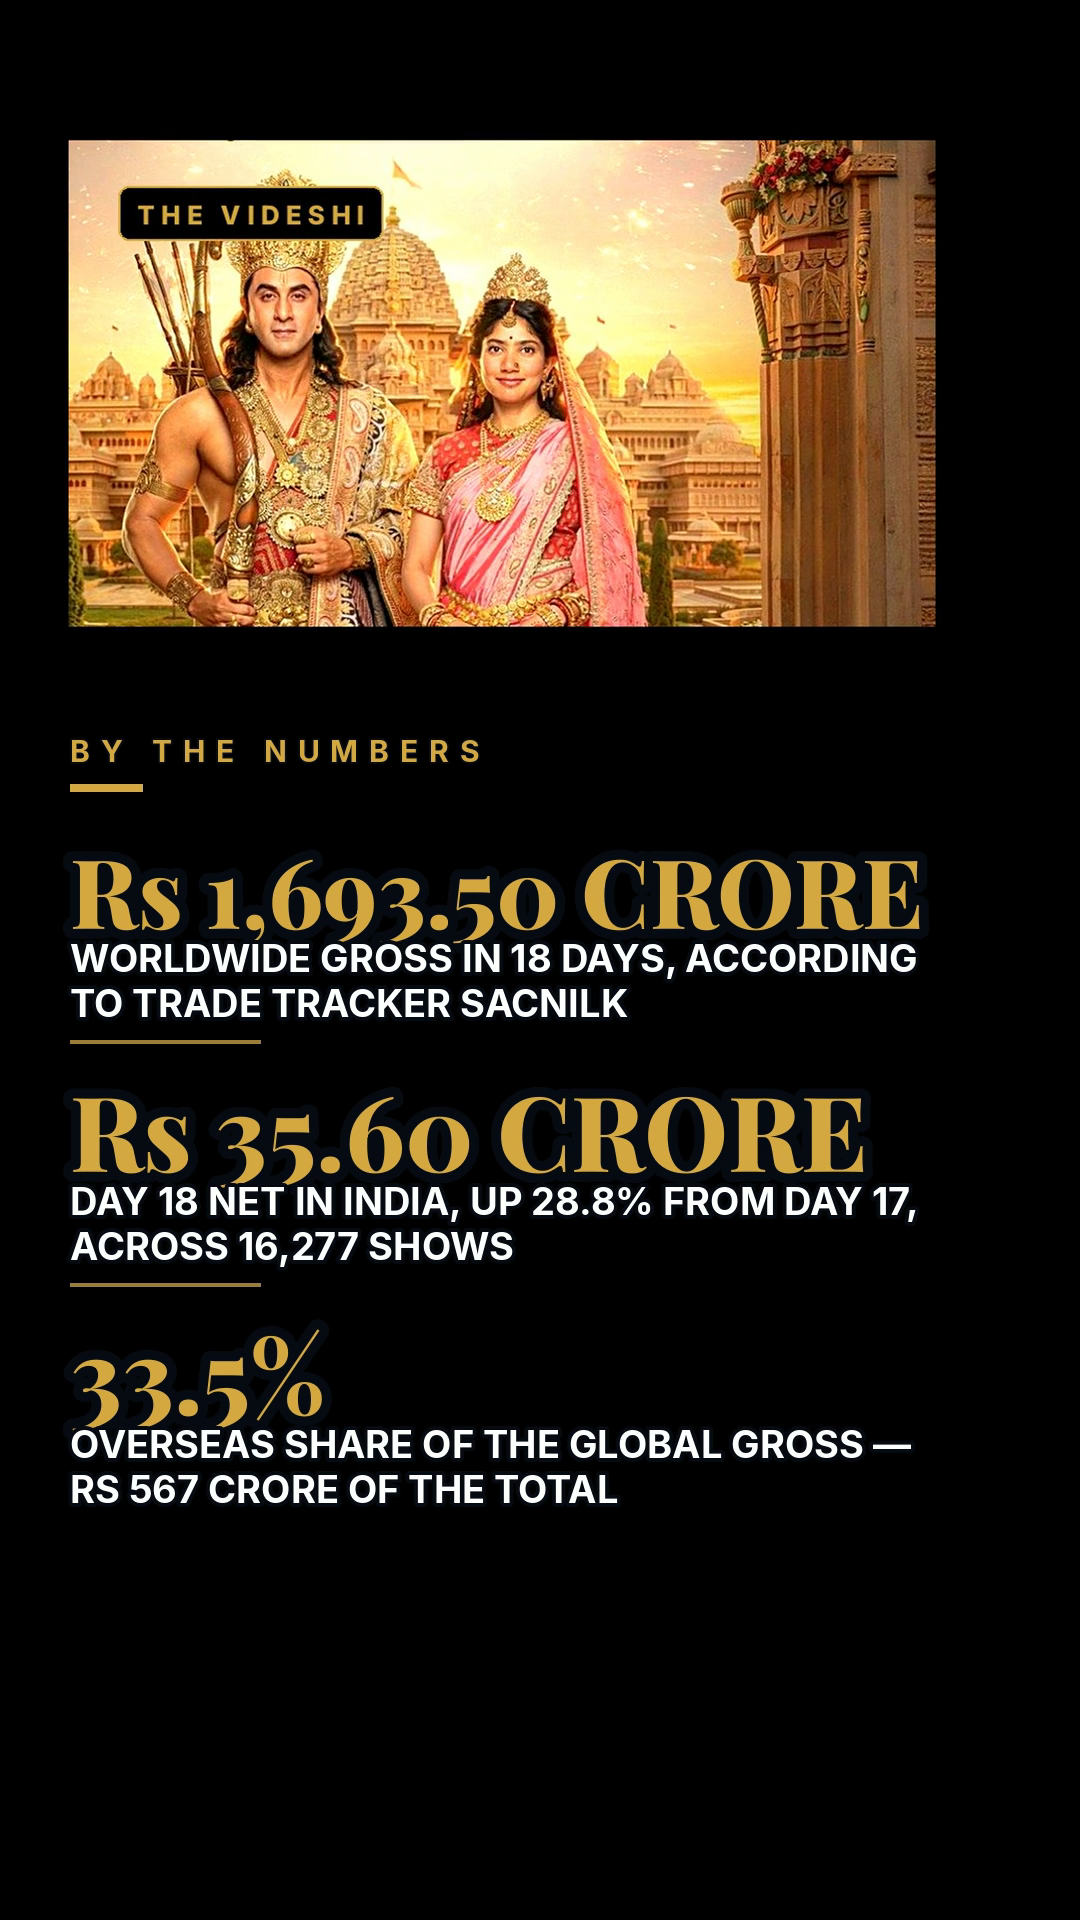 THE VIDESHI
BY THE NUMBERS
Rs 1,693.50 CRORE
WORLDWIDE GROSS IN 18 DAYS, ACCORDING
TO TRADE TRACKER SACNILK
Rs 35.60 CRORE
DAY 18 NET IN INDIA, UP 28.8% FROM DAY 17,
ACROSS 16,277 SHOWS
33.5%
OVERSEAS SHARE OF THE GLOBAL GROSS —
RS 567 CRORE OF THE TOTAL